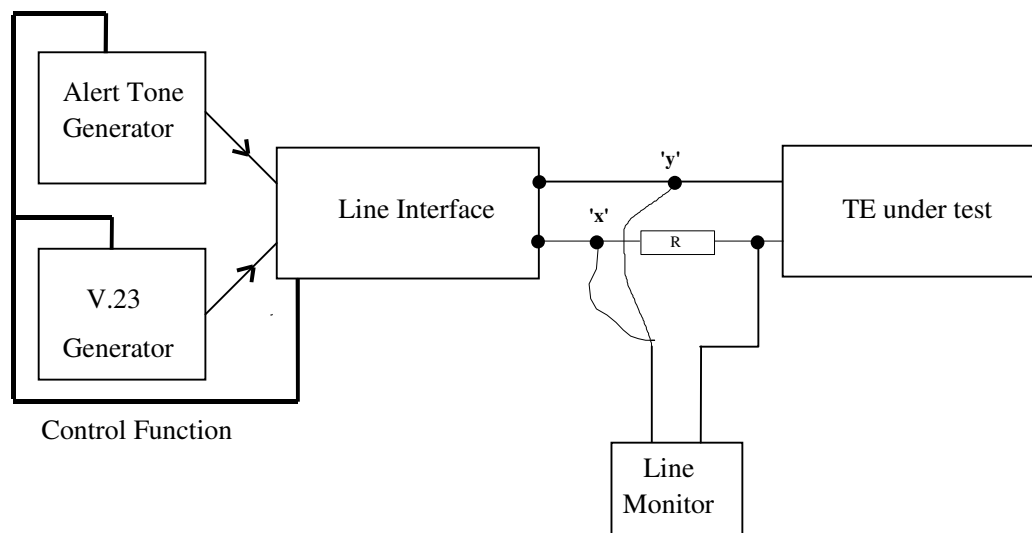 Alert Tone
Generator
V.23
Generator
Control Function
Line Interface
'y'
'x'
R
TE under test
Line
Monitor